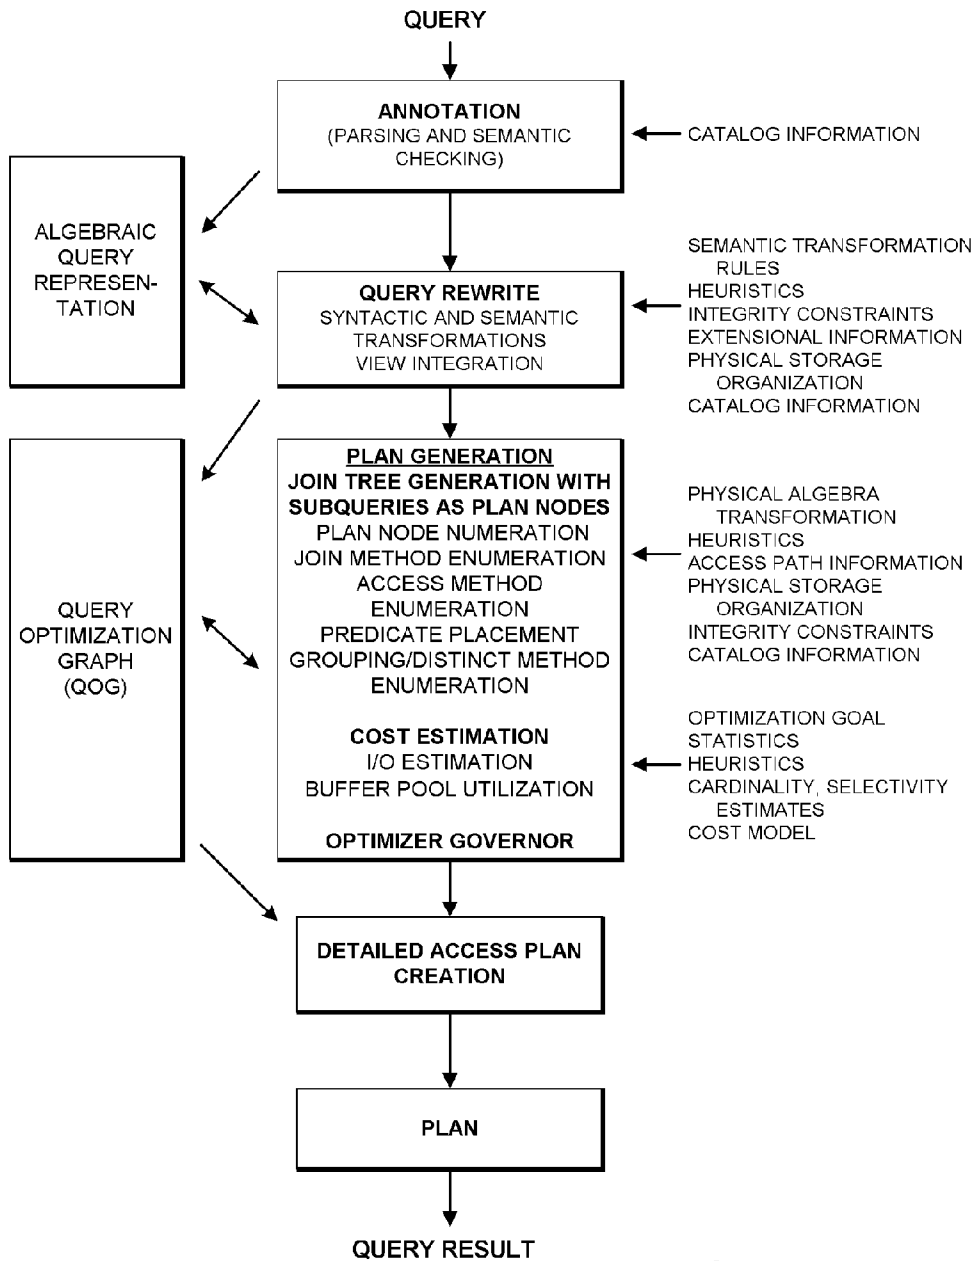 QUERY
ANNOTATION
(PARSING AND SEMANTIC
CHECKING)
CATALOG INFORMATION
ALGEBRAIC
QUERY
REPRESEN-
TATION
QUERY REWRITE
SYNTACTIC AND SEMANTIC
TRANSFORMATIONS
VIEW INTEGRATION
SEMANTIC TRANSFORMATION
RULES
HEURISTICS
INTEGRITY CONSTRAINTS
EXTENSIONAL INFORMATION
PHYSICAL STORAGE
ORGANIZATION
CATALOG INFORMATION
QUERY
OPTIMIZATION
GRAPH
(QOG)
PLAN GENERATION
JOIN TREE GENERATION WITH
SUBQUERIES AS PLAN NODES
PLAN NODE NUMERATION
JOIN METHOD ENUMERATION
ACCESS METHOD
ENUMERATION
PREDICATE PLACEMENT
GROUPING/DISTINCT METHOD
ENUMERATION
COST ESTIMATION
I/O ESTIMATION
BUFFER POOL UTILIZATION
OPTIMIZER GOVERNOR
PHYSICAL ALGEBRA
TRANSFORMATION
HEURISTICS
ACCESS PATH INFORMATION
PHYSICAL STORAGE
ORGANIZATION
INTEGRITY CONSTRAINTS
CATALOG INFORMATION
OPTIMIZATION GOAL
STATISTICS
HEURISTICS
CARDINALITY, SELECTIVITY
ESTIMATES
COST MODEL
DETAILED ACCESS PLAN
CREATION
PLAN
QUERY RESULT